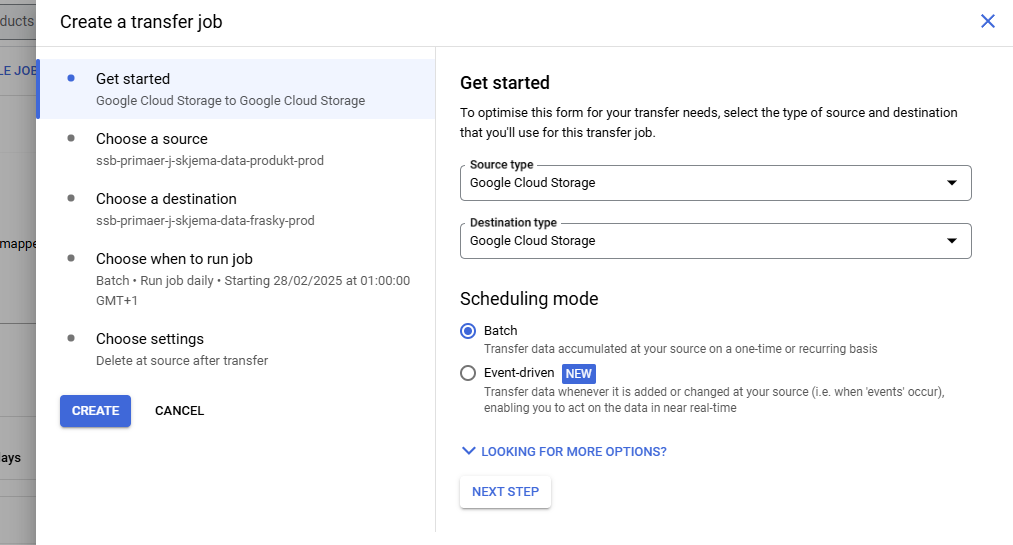 ducts
Create a transfer job
LE JOB
Get started
Google Cloud Storage to Google Cloud Storage
Choose a source
ssb-primaer-j-skjema-data-produkt-prod
Choose a destination
ssb-primaer-j-skjema-data-frasky-prod
mappe
Choose when to run job
Batch • Run job daily • Starting 28/02/2025 at 01:00:00
GMT+1
Choose settings
Delete at source after transfer
CREATE
CANCEL
ays
Get started
To optimise this form for your transfer needs, select the type of source and destination
that you'll use for this transfer job.
Source type
Google Cloud Storage
Destination type
Google Cloud Storage
Scheduling mode
Batch
Transfer data accumulated at your source on a one-time or recurring basis
Event-driven NEW
Transfer data whenever it is added or changed at your source (i.e. when 'events' occur),
enabling you to act on the data in near real-time
LOOKING FOR MORE OPTIONS?
NEXT STEP